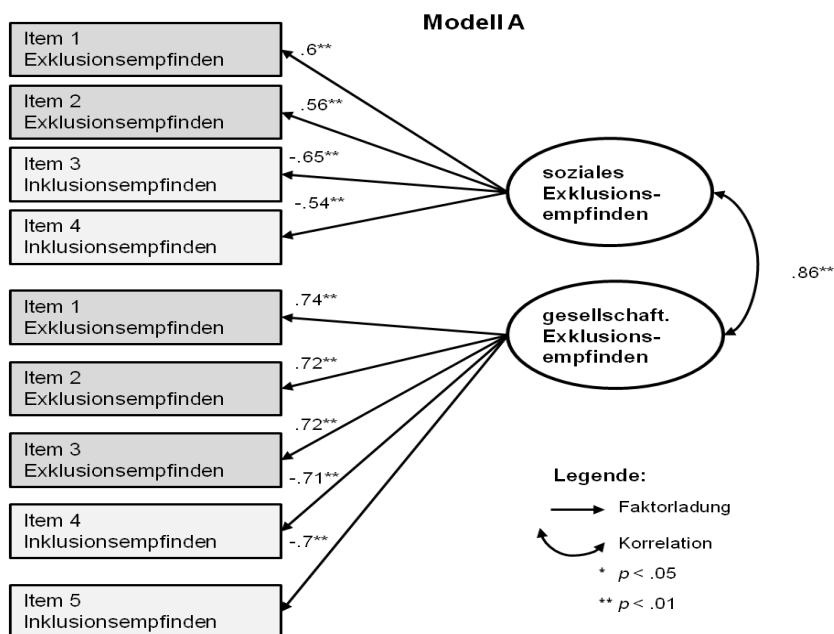 Modell A
Item 1
Exklusionsempfinden
Item 2
Exklusionsempfinden
Item 3
Inklusionsempfinden
Item 4
Inklusionsempfinden
.6**
.56**
-.65**
-.54**
soziales
Exklusions-
empfinden
.86**
Item 1
Exklusionsempfinden
Item 2
Exklusionsempfinden
Item 3
Exklusionsempfinden
Item 4
Inklusionsempfinden
Item 5
Inklusionsempfinden
.74**
.72**
.72**
-.71**
-.7**
gesellschaft.
Exklusions-
empfinden
Legende:
Faktorladung
Korrelation
* p < .05
** p < .01